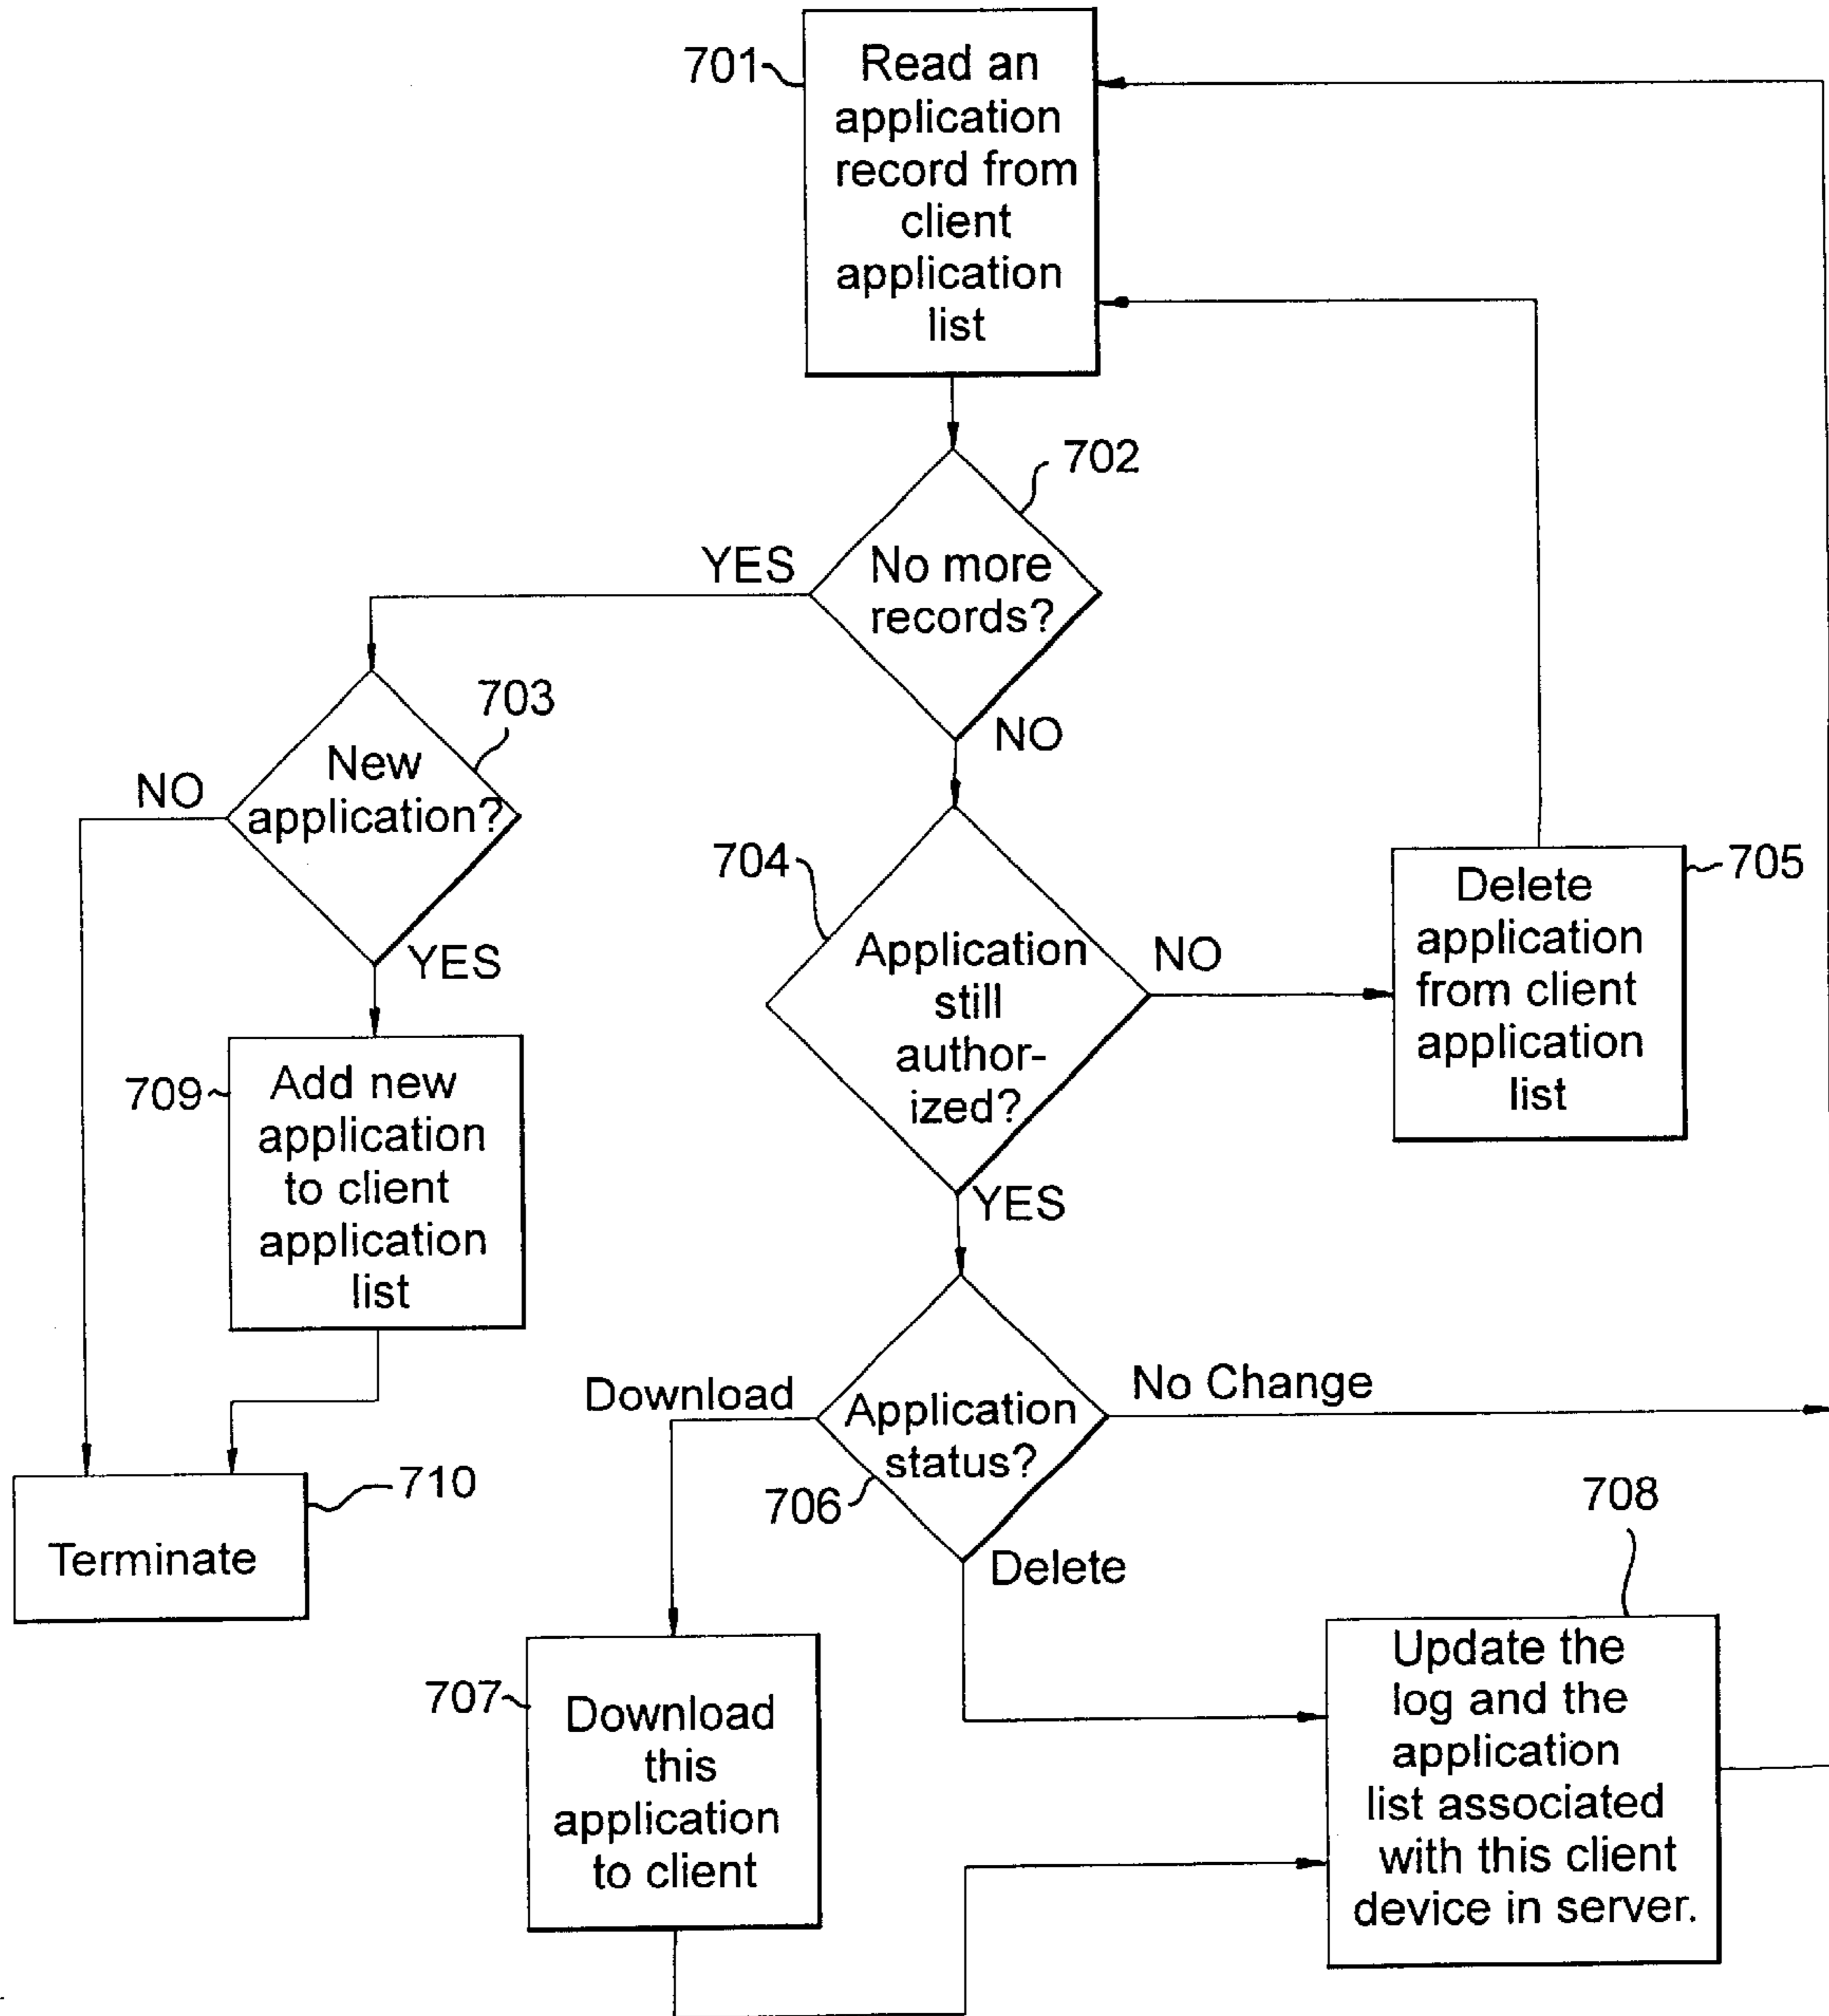 701
Read an
application
record from
client
application
list
702
No more
records?
YES
NO
703
New
application?
NO
YES
704
Application
still
author-
ized?
NO
YES
705
Delete
application
from client
application
list
709
Add new
application
to client
application
list
Download
Application
status?
No Change
706
Delete
710
Terminate
708
Update the
log and the
application
list associated
with this client
device in server.
707
Download
this
application
to client